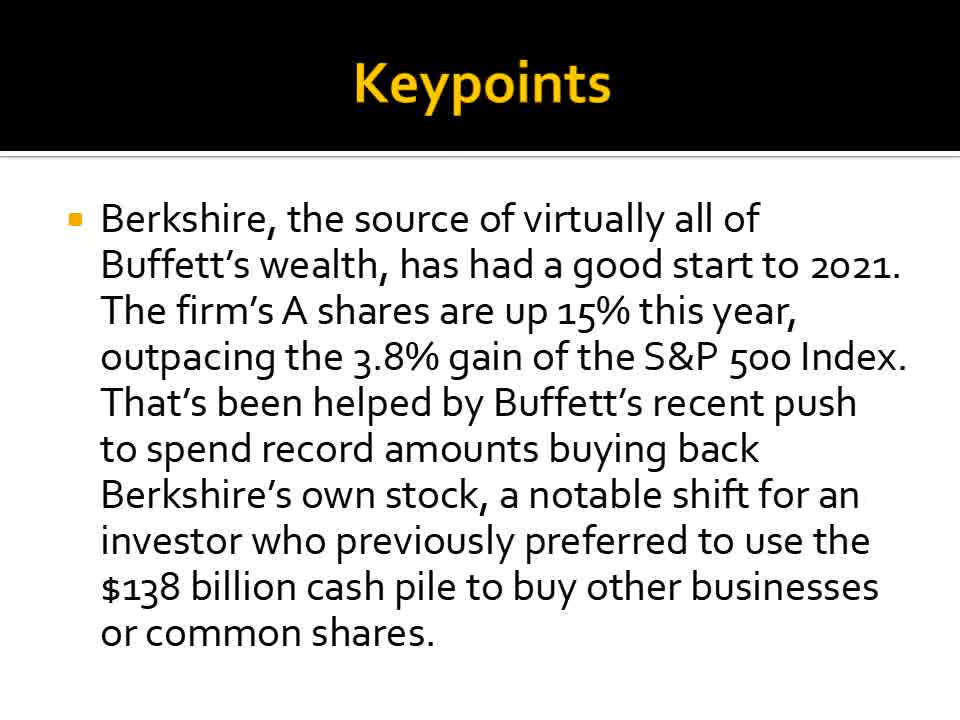 Keypoints
Berkshire, the source of virtually all of
Buffett’s wealth, has had a good start to 2021.
The firm’s A shares are up 15% this year,
outpacing the 3.8% gain of the S&P 500 Index.
That’s been helped by Buffett’s recent push
to spend record amounts buying back
Berkshire’s own stock, a notable shift for an
investor who previously preferred to use the
$138 billion cash pile to buy other businesses
or common shares.